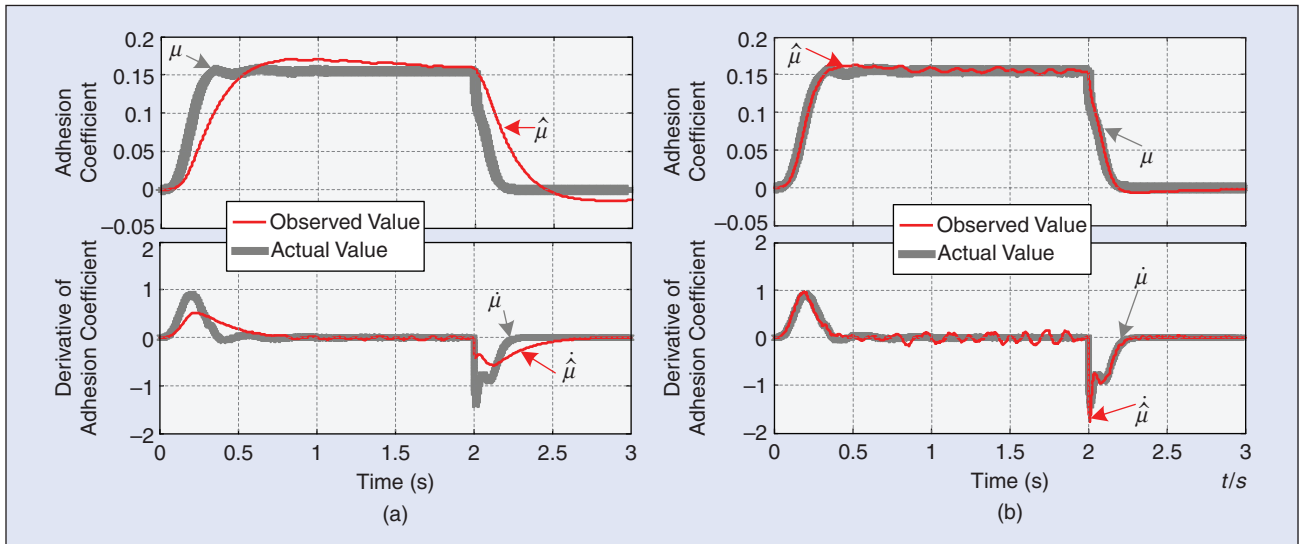 Adhesion
Coefficient
0.2
0.15
0.1
0.05
0
−0.05
μ
μ̂
Observed Value
Actual Value
Derivative of
Adhesion Coefficient
2
1
0
−1
−2
μ̇
μ̂̇
0 0.5 1 1.5 2 2.5 3
Time (s)
(a)
Adhesion
Coefficient
0.2
0.15
0.1
0.05
0
−0.05
μ̂
μ
Observed Value
Actual Value
Derivative of
Adhesion Coefficient
2
1
0
−1
−2
μ̇
μ̂̇
0 0.5 1 1.5 2 2.5 3
Time (s) t/s
(b)